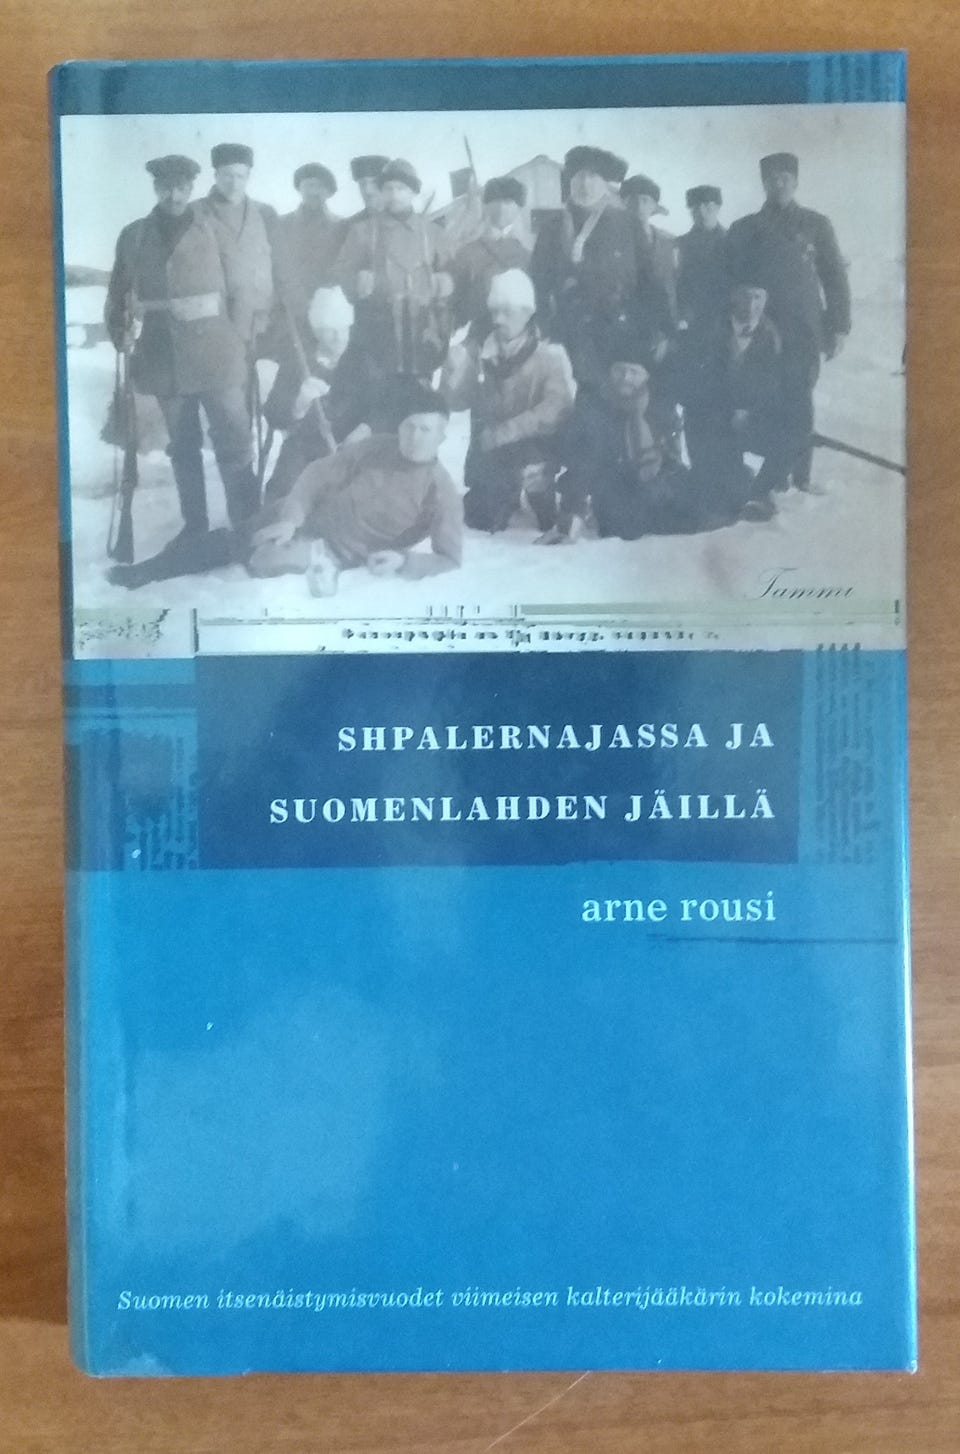 Tammi
SHPALERNAJASSA JA
SUOMENLAHDEN JÄILLÄ
arne rousi
Suomen itsenäistymisvuodet viimeisen kalterijääkärin kokemina